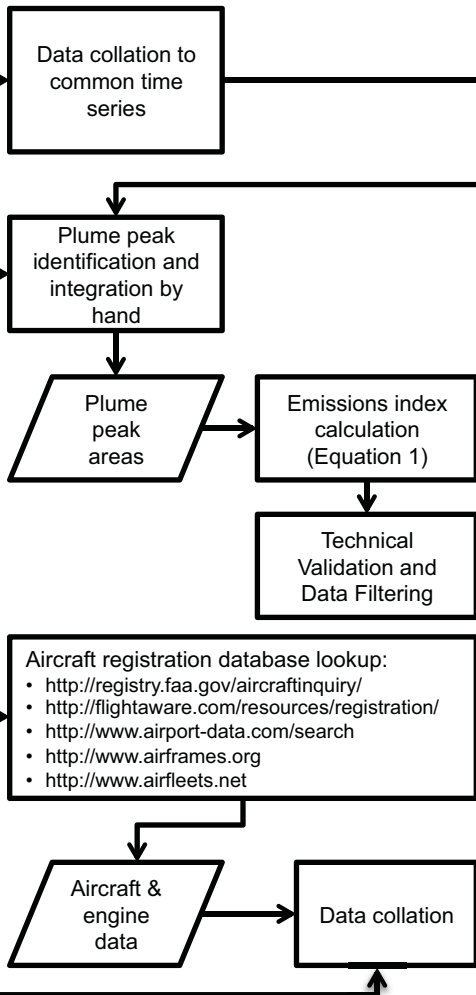 Data collation to
common time
series
Plume peak
identification and
integration by
hand
Plume
peak
areas
Emissions index
calculation
(Equation 1)
Technical
Validation and
Data Filtering
Aircraft registration database lookup:
• http://registry.faa.gov/aircraftinquiry/
• http://flightaware.com/resources/registration/
• http://www.airport-data.com/search
• http://www.airframes.org
• http://www.airfleets.net
Aircraft &
engine
data
Data collation